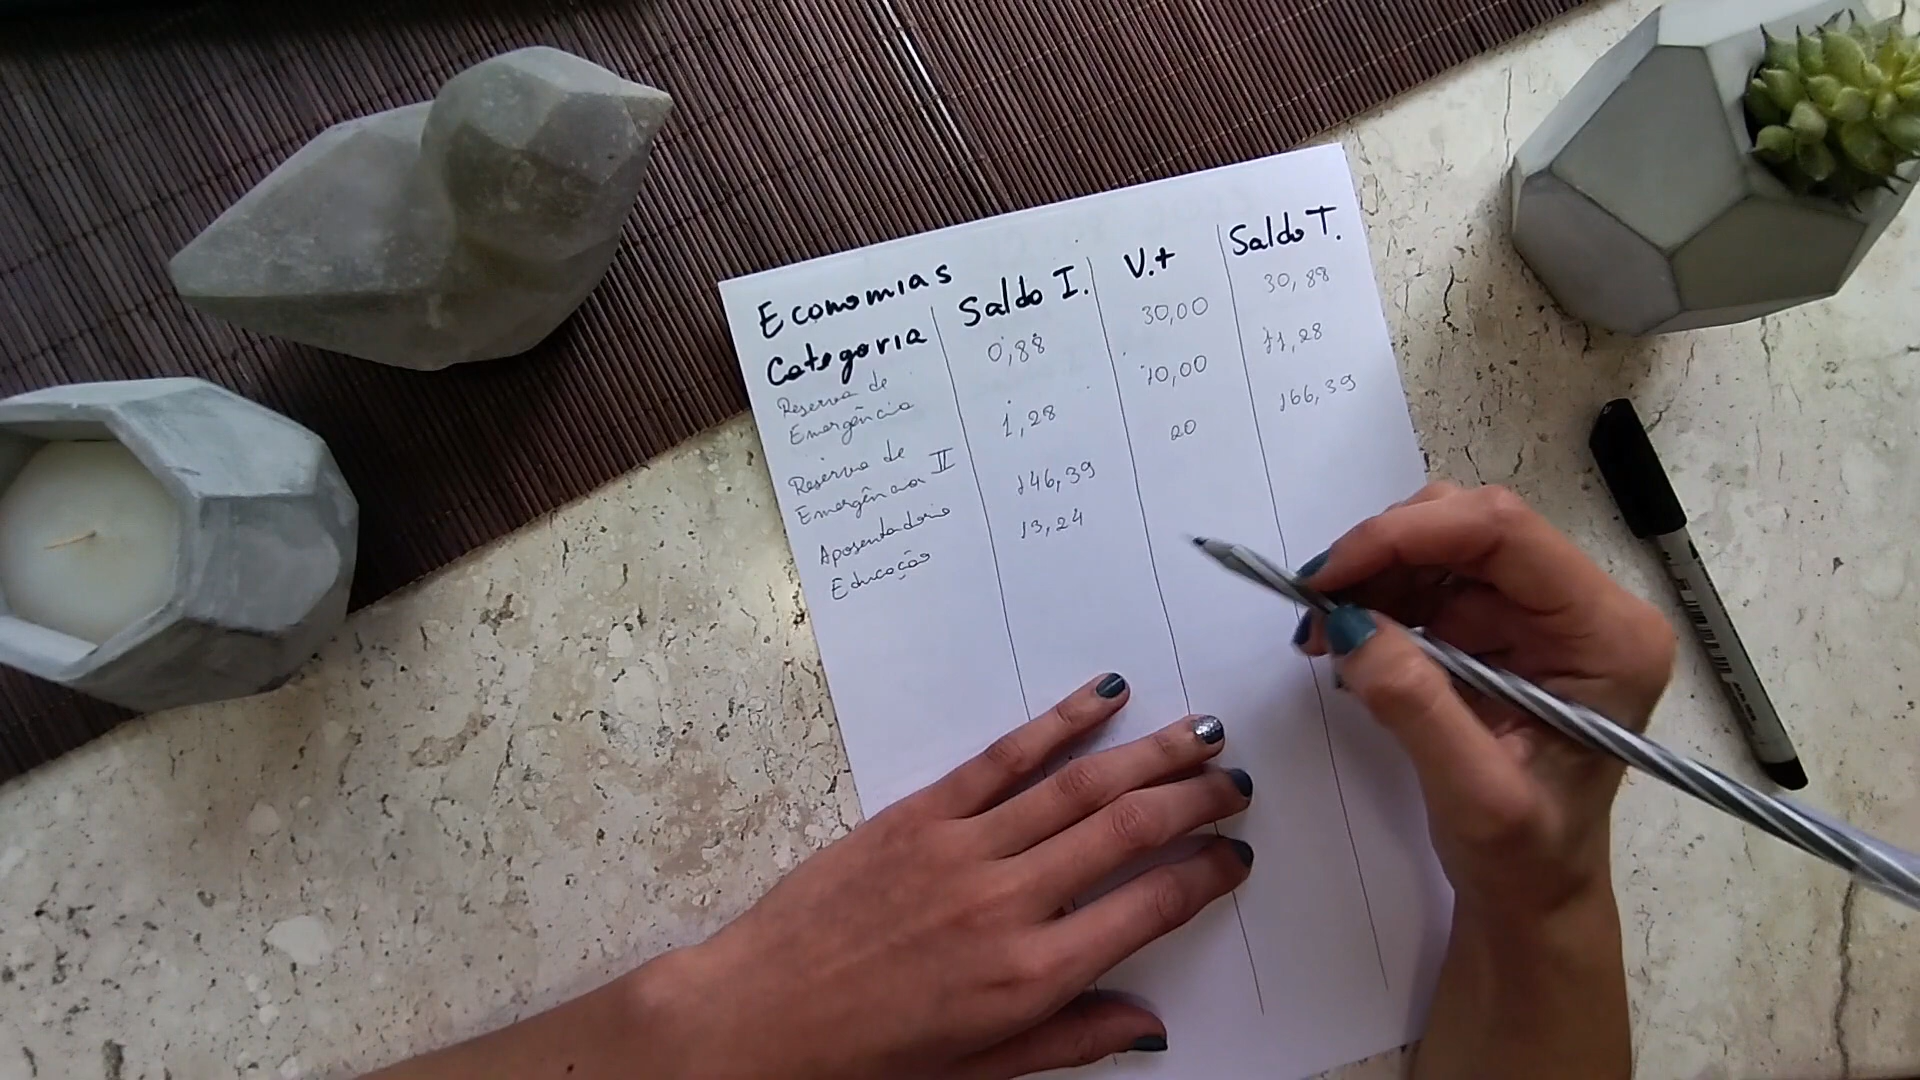 Economias
Categoria Saldo I. V.+ Saldo T.
Reserva de
Emergência 0,88 30,00 30,88
Reserva de
Emergência II 1,28 10,00 11,28
Aposentadoria 146,39 20 166,39
Educação 13,24